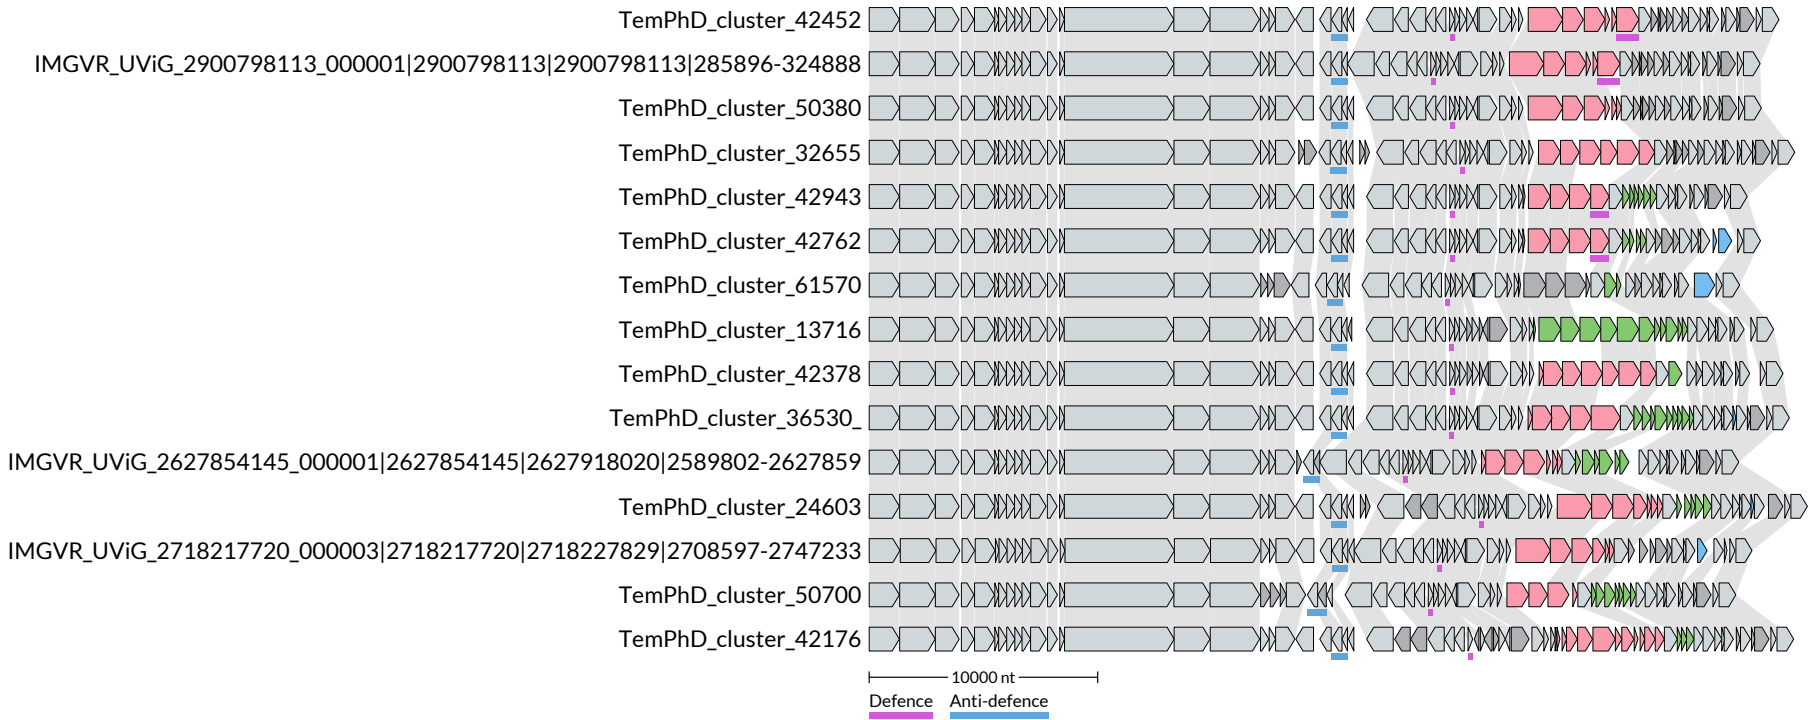 TemPhD_cluster_42452
IMGVR_UViG_2900798113_000001|2900798113|2900798113|285896-324888
TemPhD_cluster_50380
TemPhD_cluster_32655
TemPhD_cluster_42943
TemPhD_cluster_42762
TemPhD_cluster_61570
TemPhD_cluster_13716
TemPhD_cluster_42378
TemPhD_cluster_36530_
IMGVR_UViG_2627854145_000001|2627854145|2627918020|2589802-2627859
TemPhD_cluster_24603
IMGVR_UViG_2718217720_000003|2718217720|2718227829|2708597-2747233
TemPhD_cluster_50700
TemPhD_cluster_42176
10000 nt
Defence Anti-defence